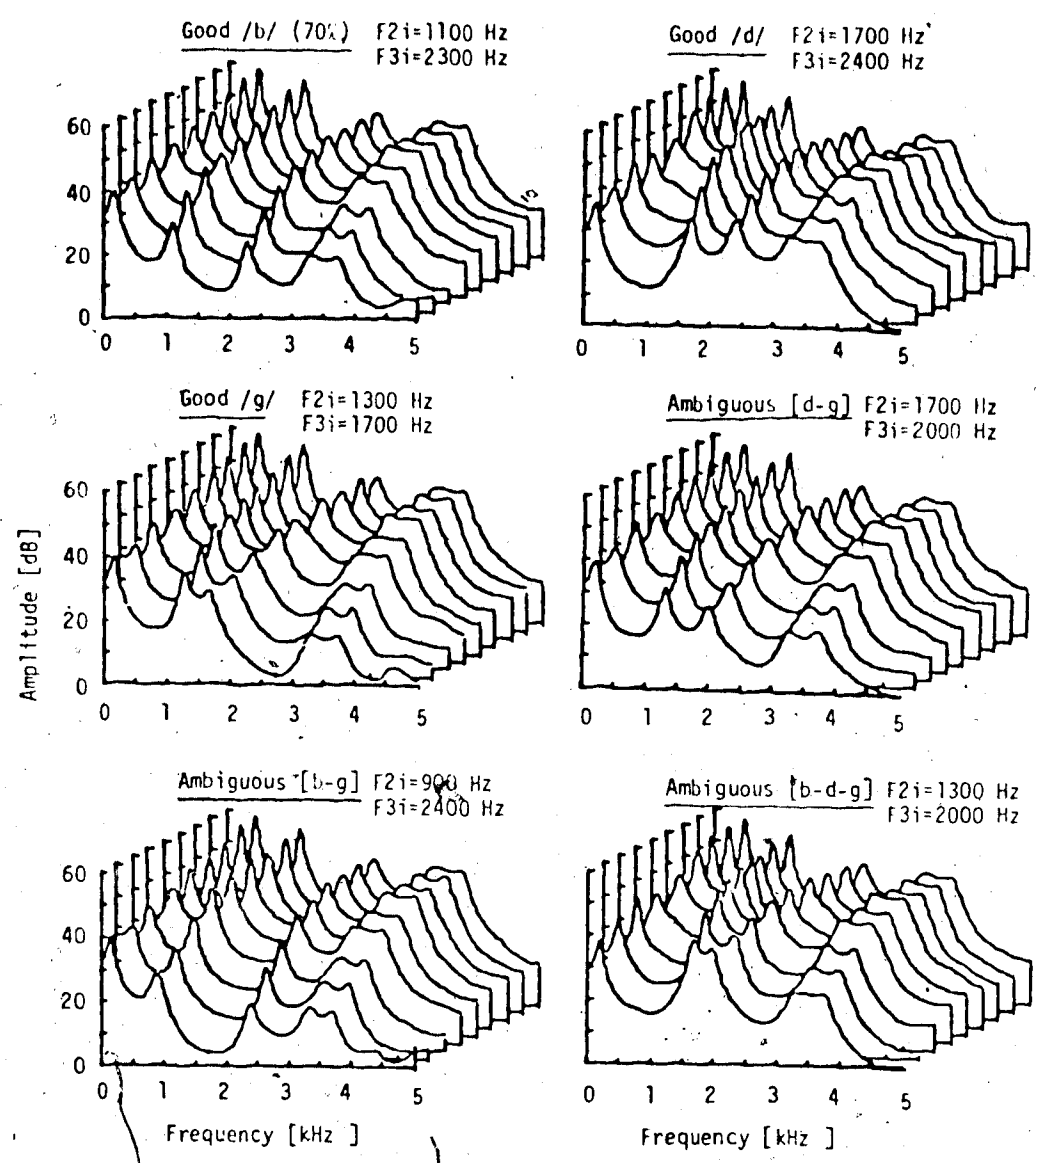 Good /b/ (70%) F2i=1100 Hz
F3i=2300 Hz
Good /d/ F2i=1700 Hz
F3i=2400 Hz
60
40
20
0
0 1 2 3 4 5
0 1 2 3 4 5
Good /g/ F2i=1300 Hz
F3i=1700 Hz
Ambiguous [d-g] F2i=1700 Hz
F3i=2000 Hz
Amplitude [dB]
60
40
20
0
0 1 2 3 4 5
0 1 2 3 4 5
Ambiguous [b-g] F2i=900 Hz
F3i=2400 Hz
Ambiguous [b-d-g] F2i=1300 Hz
F3i=2000 Hz
60
40
20
0
0 1 2 3 4 5
0 1 2 3 4 5
Frequency [kHz ]
Frequency [kHz ]